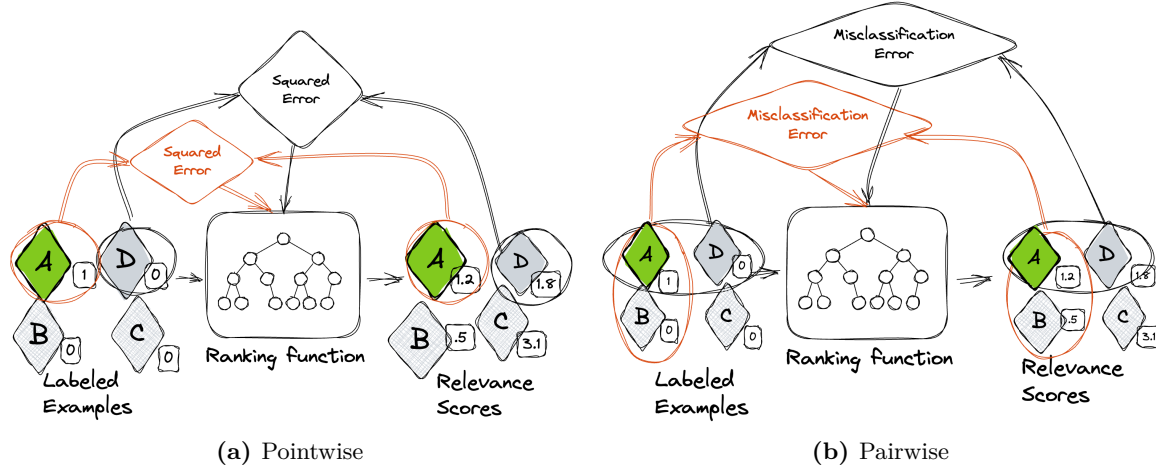 Squared
Error
Squared
Error
A
1
D
0
B
0
C
0
Labeled
Examples
Ranking function
A
1.2
D
1.8
B
.5
C
3.1
Relevance
Scores
(a) Pointwise
Misclassification
Error
Misclassification
Error
A
1
D
0
B
0
C
0
Labeled
Examples
Ranking function
A
1.2
D
1.8
B
.5
C
3.1
Relevance
Scores
(b) Pairwise